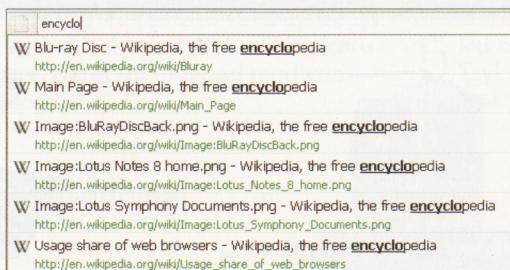 encyclo
W Blu-ray Disc - Wikipedia, the free encyclopedia
http://en.wikipedia.org/wiki/Bluray
W Main Page - Wikipedia, the free encyclopedia
http://en.wikipedia.org/wiki/Main_Page
W Image:BluRayDiscBack.png - Wikipedia, the free encyclopedia
http://en.wikipedia.org/wiki/Image:BluRayDiscBack.png
W Image:Lotus Notes 8 home.png - Wikipedia, the free encyclopedia
http://en.wikipedia.org/wiki/Image:Lotus_Notes_8_home.png
W Image:Lotus Symphony Documents.png - Wikipedia, the free encyclopedia
http://en.wikipedia.org/wiki/Image:Lotus_Symphony_Documents.png
W Usage share of web browsers - Wikipedia, the free encyclopedia
http://en.wikipedia.org/wiki/Usage_share_of_web_browsers